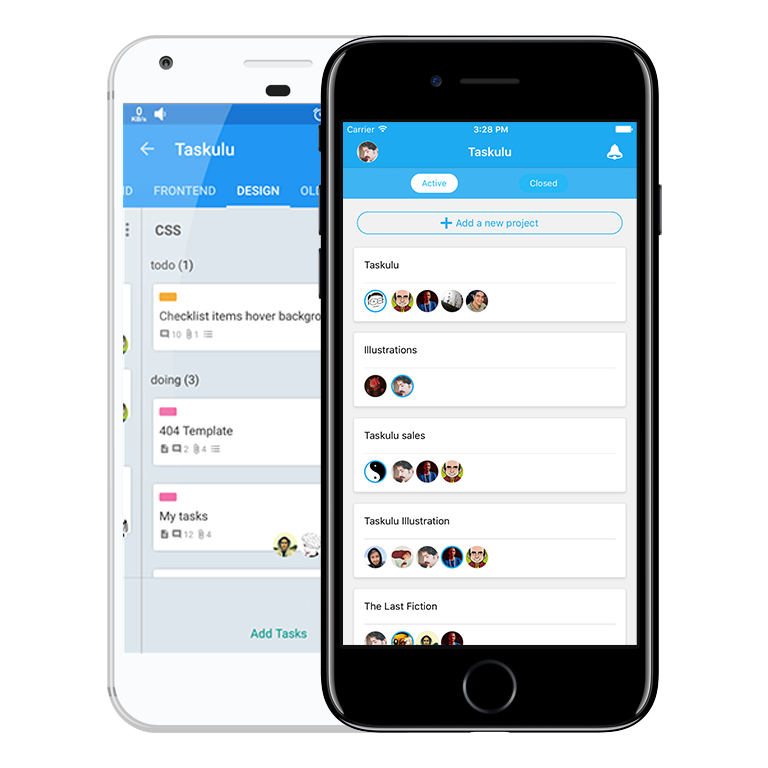 0
KB/s
Taskulu
FRONTEND DESIGN
CSS
todo (1)
Checklist items hover backgro
10 1
doing (3)
404 Template
2 4
My tasks
12 4
Add Tasks
Carrier 3:28 PM
Taskulu
Active Closed
Add a new project
Taskulu
Illustrations
Taskulu sales
Taskulu Illustration
The Last Fiction